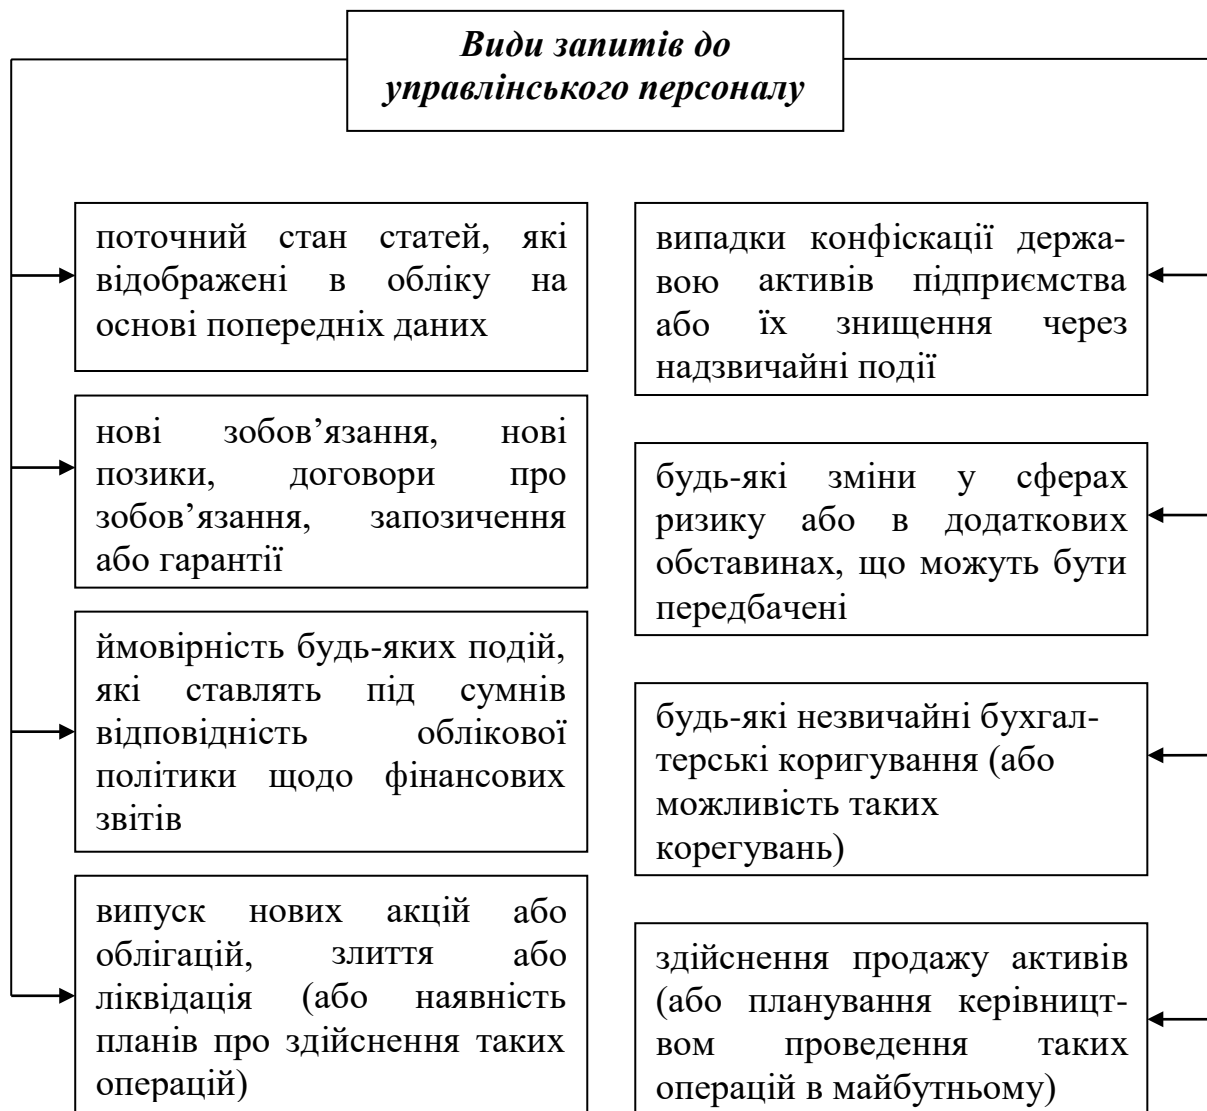 Види запитів до
управлінського персоналу
поточний стан статей, які
відображені в обліку на
основі попередніх даних
нові зобов’язання, нові
позики, договори про
зобов’язання, запозичення
або гарантії
ймовірність будь-яких подій,
які ставлять під сумнів
відповідність облікової
політики щодо фінансових
звітів
випуск нових акцій або
облігацій, злиття або
ліквідація (або наявність
планів про здійснення таких
операцій)
випадки конфіскації держа-
вою активів підприємства
або їх знищення через
надзвичайні події
будь-які зміни у сферах
ризику або в додаткових
обставинах, що можуть бути
передбачені
будь-які незвичайні бухгал-
терські коригування (або
можливість таких
корегувань)
здійснення продажу активів
(або планування керівницт-
вом проведення таких
операцій в майбутньому)